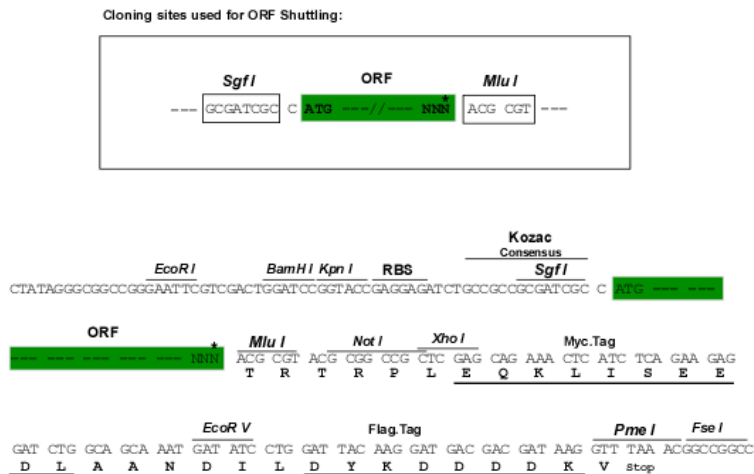 Cloning sites used for ORF Shuttling:
Sgf I ORF Mlu I
--- GCGATCGC C ATG ---//--- NNN* ACG CGT ---
Kozac
Consensus
EcoR I BamH I Kpn I RBS Sgf I
CTATAGGGCGGCCGGGAATTCGTCGACTGGATCCGGTACCGAGGAGATCTGCCGCCGCGATCGC C ATG --- ---
ORF
Mlu I Not I Xho I Myc.Tag
--- --- --- --- --- --- NNN* ACG CGT ACG CGG CCG CTC GAG CAG AAA CTC ATC TCA GAA GAG
T R T R P L E Q K L I S E E
EcoR V Flag.Tag Pme I Fse I
GAT CTG GCA GCA AAT GAT ATC CTG GAT TAC AAG GAT GAC GAC GAT AAG GTT TAA ACGGCCGGCC
D L A A N D I L D Y K D D D D K V Stop